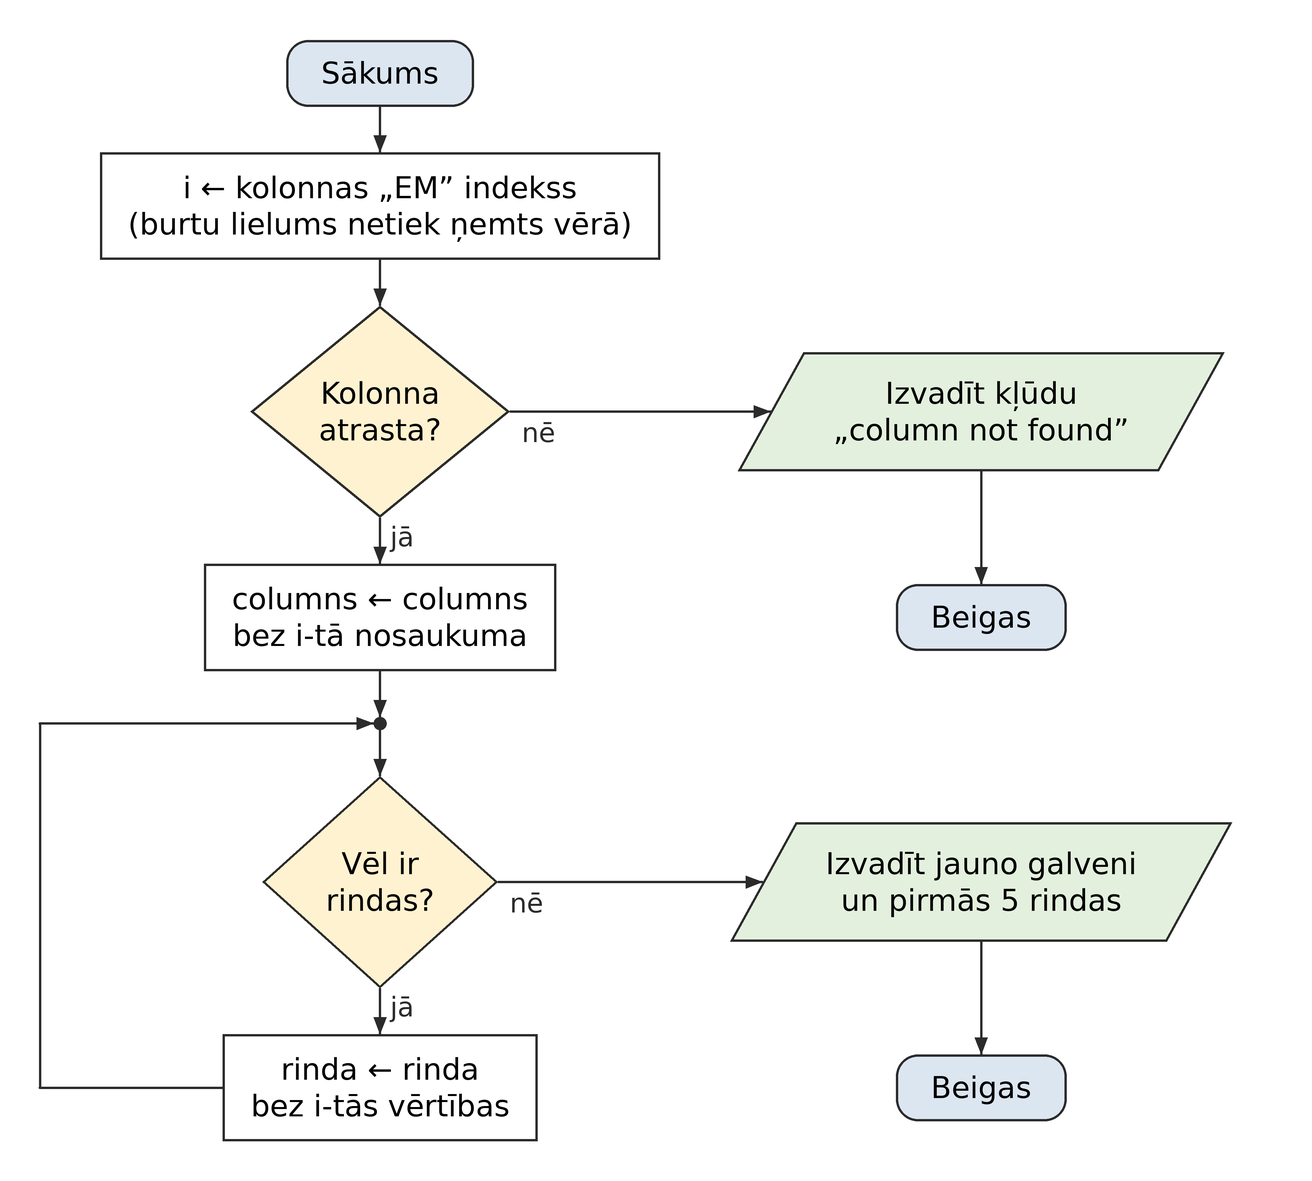 Sākums
i ← kolonnas „EM” indekss
(burtu lielums netiek ņemts vērā)
Kolonna
atrasta?
nē
Izvadīt kļūdu
„column not found”
jā
columns ← columns
bez i-tā nosaukuma
Beigas
Vēl ir
rindas?
nē
Izvadīt jauno galveni
un pirmās 5 rindas
jā
rinda ← rinda
bez i-tās vērtības
Beigas